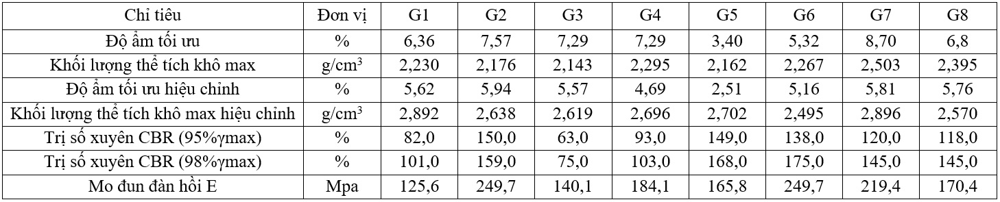 Chỉ tiêu Đơn vị G1 G2 G3 G4 G5 G6 G7 G8
Độ ẩm tối ưu % 6,36 7,57 7,29 7,29 3,40 5,32 8,70 6,8
Khối lượng thể tích khô max g/cm³ 2,230 2,176 2,143 2,295 2,162 2,267 2,503 2,395
Độ ẩm tối ưu hiệu chỉnh % 5,62 5,94 5,57 4,69 2,51 5,16 5,81 5,76
Khối lượng thể tích khô max hiệu chỉnh g/cm³ 2,892 2,638 2,619 2,696 2,702 2,495 2,896 2,570
Trị số xuyên CBR (95%γmax) % 82,0 150,0 63,0 93,0 149,0 138,0 120,0 118,0
Trị số xuyên CBR (98%γmax) % 101,0 159,0 75,0 103,0 168,0 175,0 145,0 145,0
Mo đun đàn hồi E Mpa 125,6 249,7 140,1 184,1 165,8 249,7 219,4 170,4